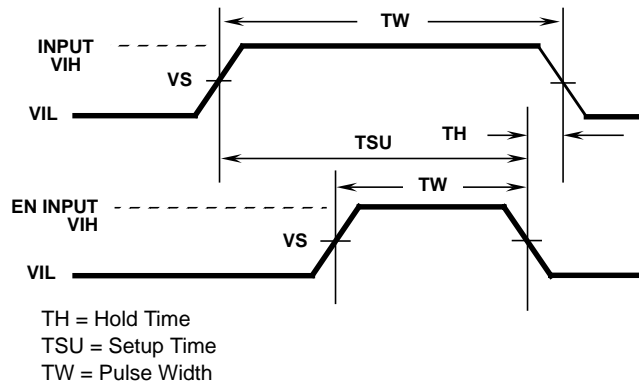 TW
INPUT
VIH
VS
VIL
TH
TSU
TW
EN INPUT
VIH
VS
VIL
TH = Hold Time
TSU = Setup Time
TW = Pulse Width